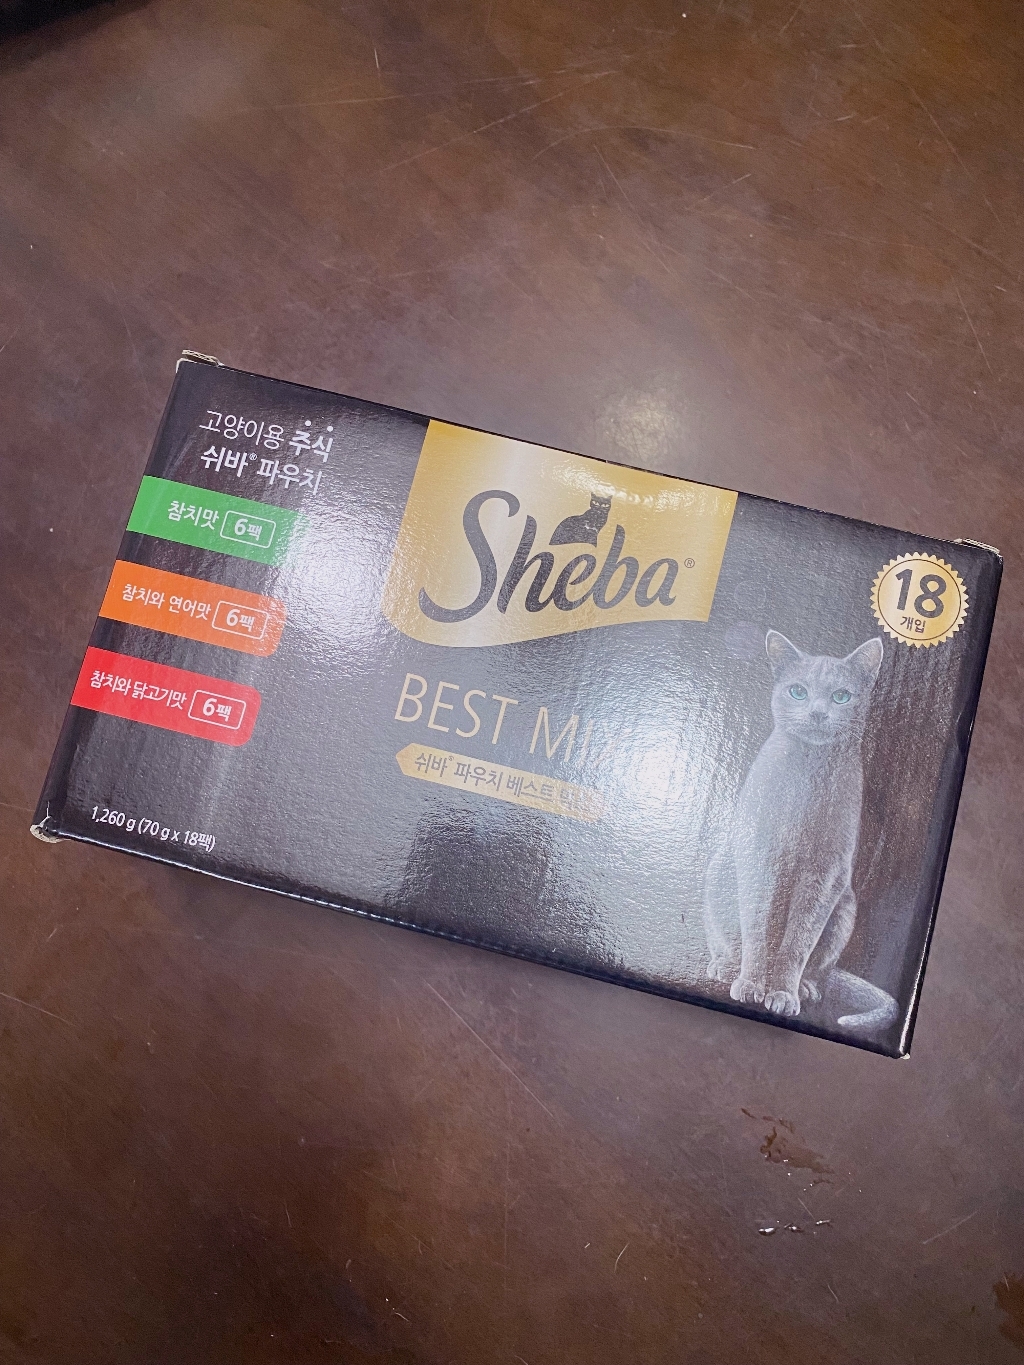 고양이용 주식
쉬바® 파우치
참치맛 6팩
참치와 연어맛 6팩
참치와 닭고기맛 6팩
1,260 g (70 g x 18팩)
Sheba®
BEST MIX
쉬바® 파우치 베스트
18
개입